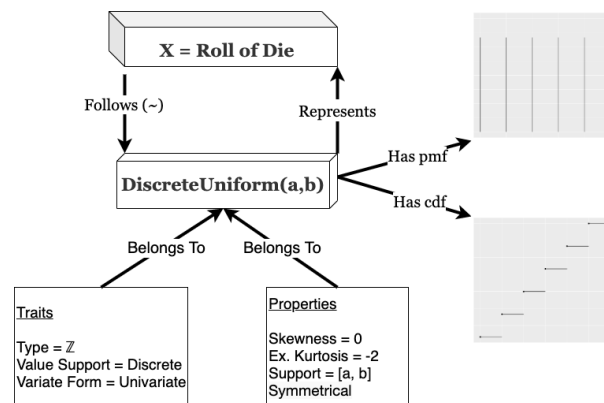 X = Roll of Die
Follows (~)
Represents
DiscreteUniform(a,b)
Has pmf
Has cdf
Belongs To
Belongs To
Traits
Type = ℤ
Value Support = Discrete
Variate Form = Univariate
Properties
Skewness = 0
Ex. Kurtosis = -2
Support = [a, b]
Symmetrical